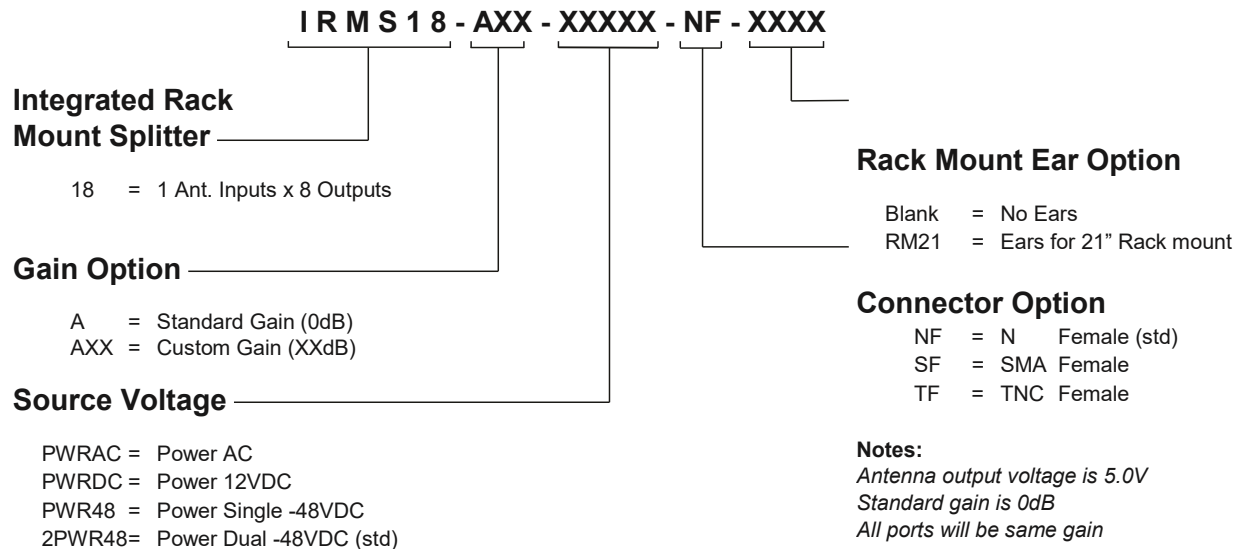 I R M S 1 8 - AXX - XXXXX - NF - XXXX
Integrated Rack
Mount Splitter
18 = 1 Ant. Inputs x 8 Outputs
Gain Option
A = Standard Gain (0dB)
AXX = Custom Gain (XXdB)
Source Voltage
PWRAC = Power AC
PWRDC = Power 12VDC
PWR48 = Power Single -48VDC
2PWR48= Power Dual -48VDC (std)
Rack Mount Ear Option
Blank = No Ears
RM21 = Ears for 21” Rack mount
Connector Option
NF = N Female (std)
SF = SMA Female
TF = TNC Female
Notes:
Antenna output voltage is 5.0V
Standard gain is 0dB
All ports will be same gain